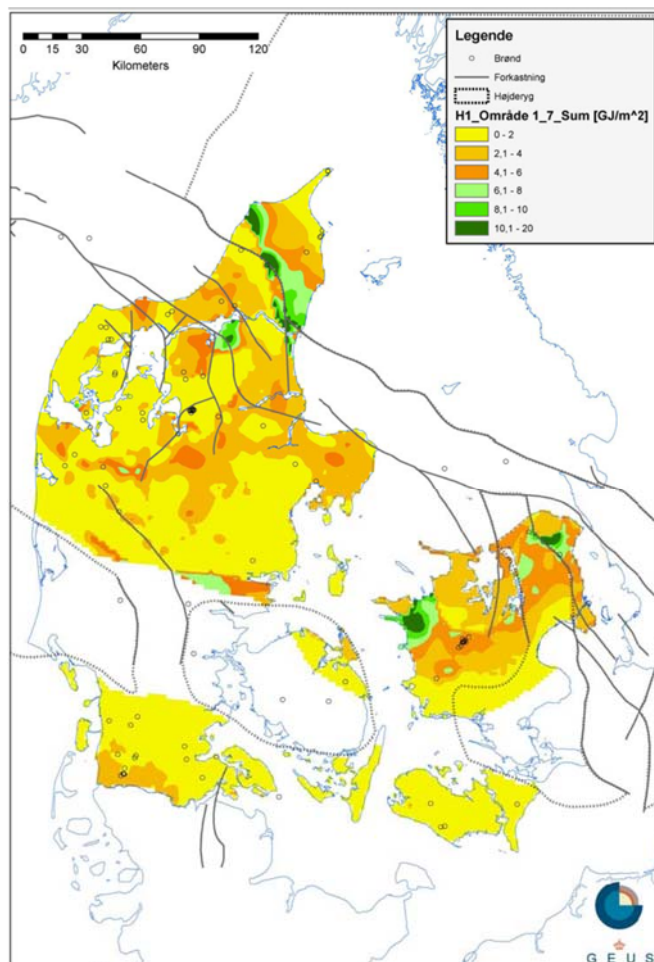 0 15 30 60 90 120
Kilometers
Legende
Brønd
Forkastning
Højderyg
H1_Område 1_7_Sum [GJ/m^2]
0 - 2
2,1 - 4
4,1 - 6
6,1 - 8
8,1 - 10
10,1 - 20
G E U S